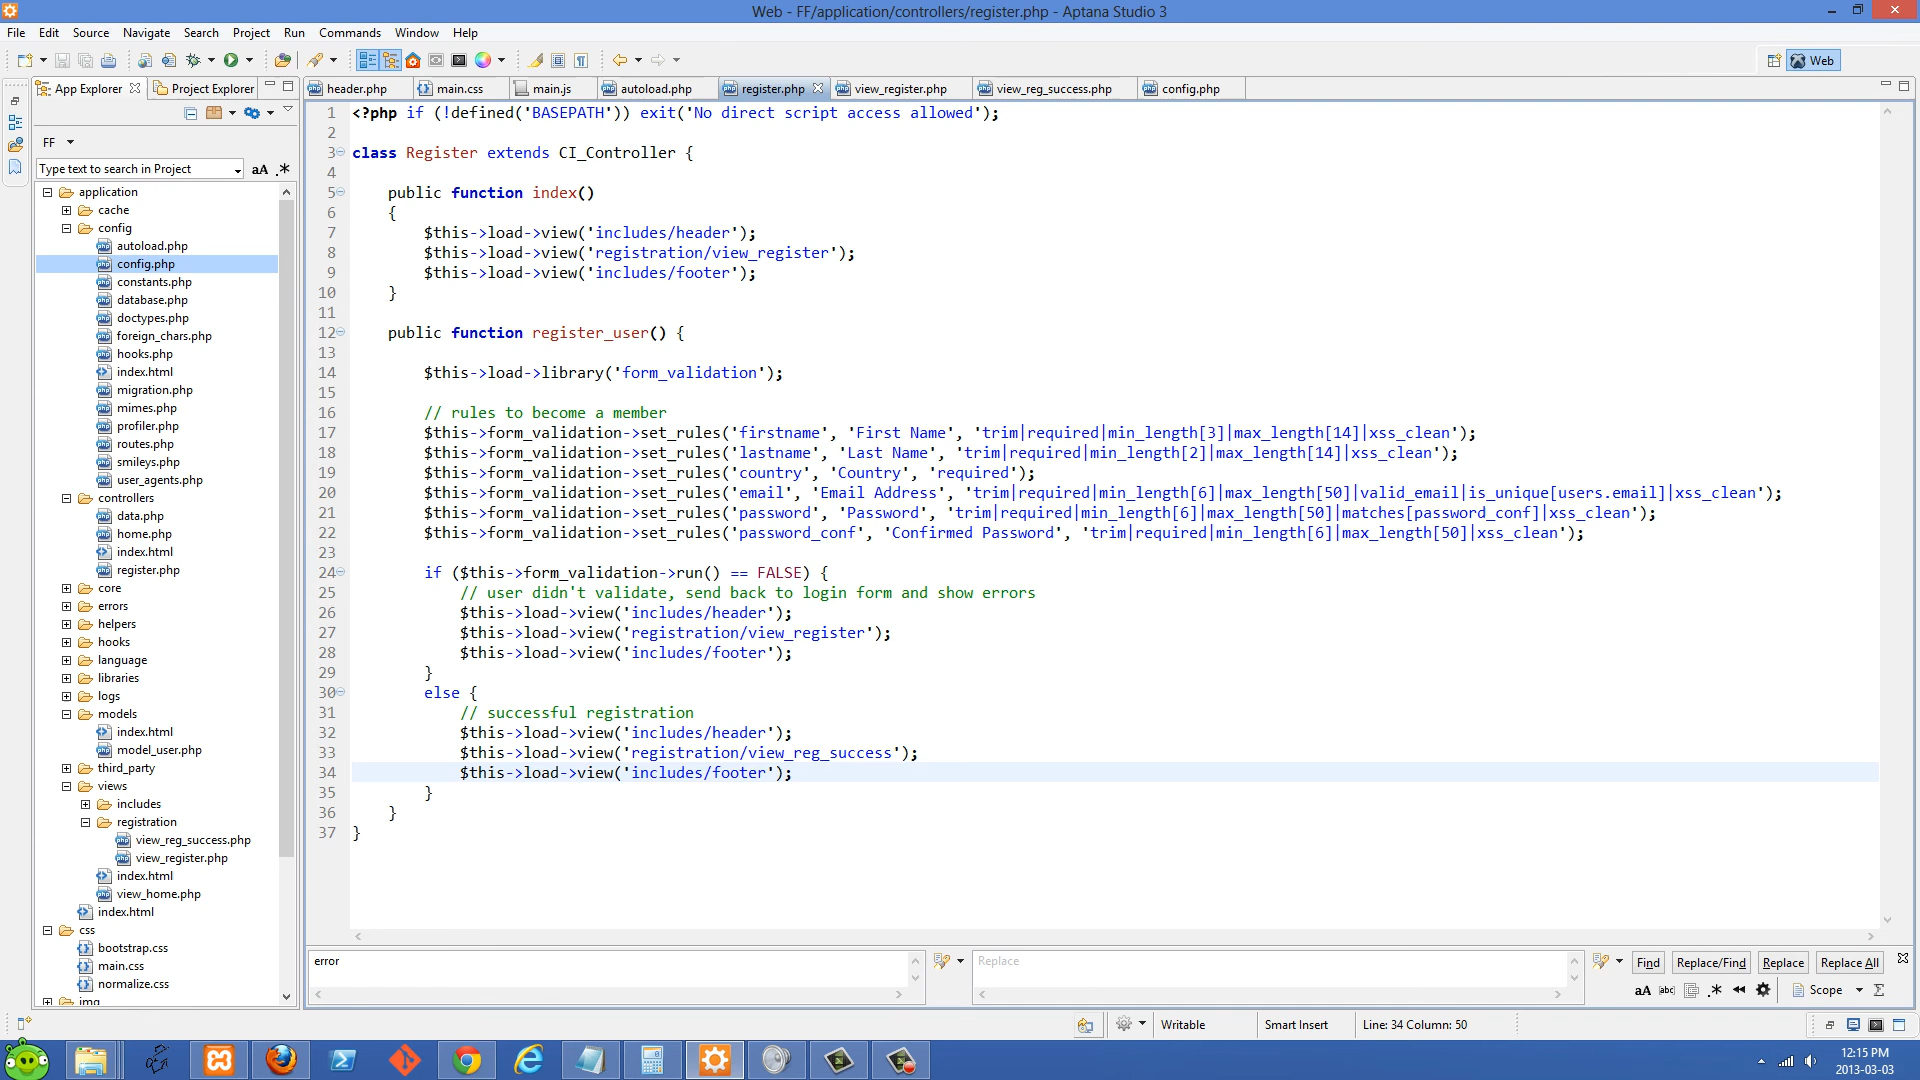 Web - FF/application/controllers/register.php - Aptana Studio 3
File Edit Source Navigate Search Project Run Commands Window Help
Web
App Explorer Project Explorer
header.php main.css main.js autoload.php register.php view_register.php view_reg_success.php config.php
FF
Type text to search in Project aA .*
application
cache
config
autoload.php
config.php
constants.php
database.php
doctypes.php
foreign_chars.php
hooks.php
index.html
migration.php
mimes.php
profiler.php
routes.php
smileys.php
user_agents.php
controllers
data.php
home.php
index.html
register.php
core
errors
helpers
hooks
language
libraries
logs
models
index.html
model_user.php
third_party
views
includes
registration
view_reg_success.php
view_register.php
index.html
view_home.php
index.html
css
bootstrap.css
main.css
normalize.css
img
1 <?php if (!defined('BASEPATH')) exit('No direct script access allowed');
2
3 class Register extends CI_Controller {
4
5     public function index()
6     {
7         $this->load->view('includes/header');
8         $this->load->view('registration/view_register');
9         $this->load->view('includes/footer');
10     }
11
12     public function register_user() {
13
14         $this->load->library('form_validation');
15
16         // rules to become a member
17         $this->form_validation->set_rules('firstname', 'First Name', 'trim|required|min_length[3]|max_length[14]|xss_clean');
18         $this->form_validation->set_rules('lastname', 'Last Name', 'trim|required|min_length[2]|max_length[14]|xss_clean');
19         $this->form_validation->set_rules('country', 'Country', 'required');
20         $this->form_validation->set_rules('email', 'Email Address', 'trim|required|min_length[6]|max_length[50]|valid_email|is_unique[users.email]|xss_clean');
21         $this->form_validation->set_rules('password', 'Password', 'trim|required|min_length[6]|max_length[50]|matches[password_conf]|xss_clean');
22         $this->form_validation->set_rules('password_conf', 'Confirmed Password', 'trim|required|min_length[6]|max_length[50]|xss_clean');
23
24         if ($this->form_validation->run() == FALSE) {
25             // user didn't validate, send back to login form and show errors
26             $this->load->view('includes/header');
27             $this->load->view('registration/view_register');
28             $this->load->view('includes/footer');
29         }
30         else {
31             // successful registration
32             $this->load->view('includes/header');
33             $this->load->view('registration/view_reg_success');
34             $this->load->view('includes/footer');
35         }
36     }
37 }
error Replace Find Replace/Find Replace Replace All
aA abc .* Scope Σ
Writable Smart Insert Line: 34 Column: 50
12:15 PM
2013-03-03